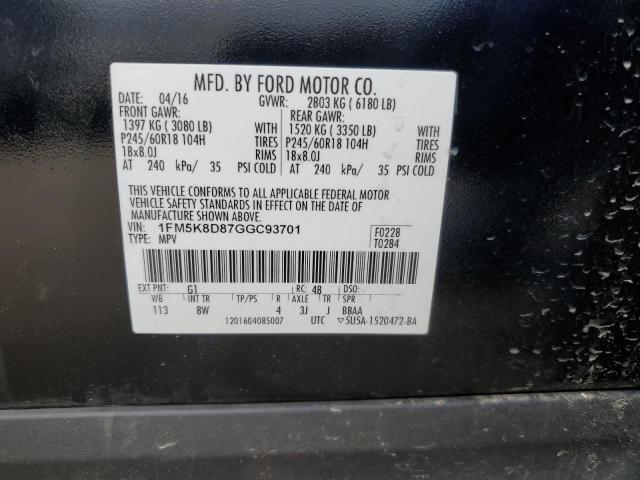 MFD. BY FORD MOTOR CO.
DATE: 04/16 GVWR: 2803 KG ( 6180 LB)
FRONT GAWR: REAR GAWR:
1397 KG ( 3080 LB) WITH 1520 KG ( 3350 LB) WITH
P245/60R18 104H TIRES P245/60R18 104H TIRES
18x8.0J RIMS 18x8.0J RIMS
AT 240 kPa/ 35 PSI COLD AT 240 kPa/ 35 PSI COLD
THIS VEHICLE CONFORMS TO ALL APPLICABLE FEDERAL MOTOR
VEHICLE SAFETY STANDARDS IN EFFECT ON THE DATE OF
MANUFACTURE SHOWN ABOVE.
VIN: 1FM5K8D87GGC93701 F0228
TYPE: MPV T0284
EXT PNT: G1 RC: 48 DSO:
WB INT TR TP/PS R AXLE TR SPR
113 8W 4 3J J BBAA
1201604085007 UTC ▽5U5A-1520472-BA